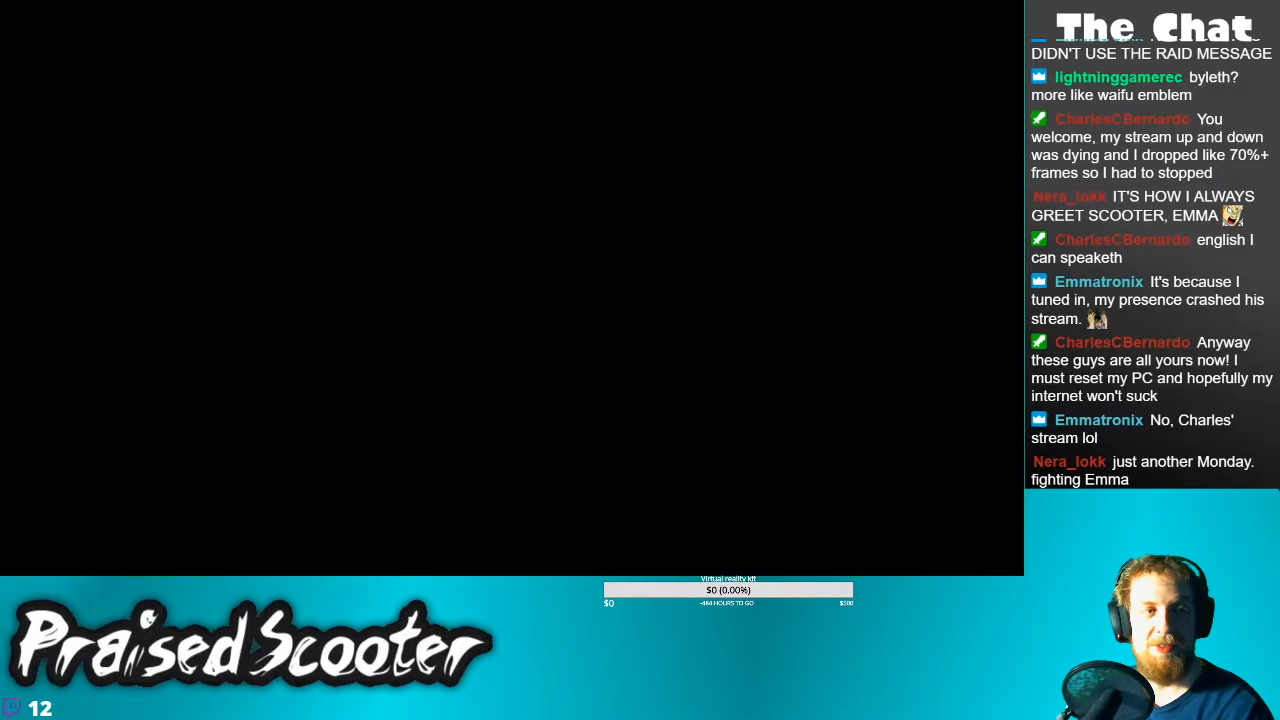 The Chat
DIDN'T USE THE RAID MESSAGE
lightninggamerec byleth?
more like waifu emblem
CharlesCBernardo You
welcome, my stream up and down
was dying and I dropped like 70%+
frames so I had to stopped
Nera_lokk IT'S HOW I ALWAYS
GREET SCOOTER, EMMA
CharlesCBernardo english I
can speaketh
Emmatronix It's because I
tuned in, my presence crashed his
stream.
CharlesCBernardo Anyway
these guys are all yours now! I
must reset my PC and hopefully my
internet won't suck
Emmatronix No, Charles'
stream lol
Nera_lokk just another Monday.
fighting Emma
Virtual reality kit
$0 (0.00%)
$0 -484 HOURS TO GO $500
PraisedScooter
12